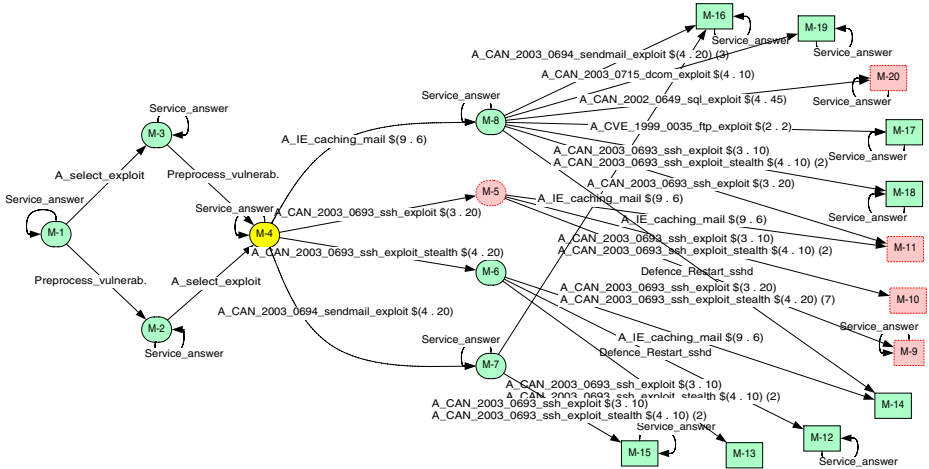 M-16
Service_answer
M-19
Service_answer
A_CAN_2003_0694_sendmail_exploit $(4 . 20) (3)
A_CAN_2003_0715_dcom_exploit $(4 . 10)
M-20
Service_answer
A_CAN_2002_0649_sql_exploit $(4 . 45)
Service_answer
M-8
A_CVE_1999_0035_ftp_exploit $(2 . 2)
M-17
Service_answer
Service_answer
M-3
A_IE_caching_mail $(9 . 6)
A_CAN_2003_0693_ssh_exploit $(3 . 10)
A_CAN_2003_0693_ssh_exploit_stealth $(4 . 10) (2)
A_select_exploit
Preprocess_vulnerab.
A_CAN_2003_0693_ssh_exploit $(3 . 20)
M-18
Service_answer
M-5
A_IE_caching_mail $(9 . 6)
Service_answer
M-1
Service_answer
M-4
A_CAN_2003_0693_ssh_exploit $(3 . 20)
A_IE_caching_mail $(9 . 6)
A_CAN_2003_0693_ssh_exploit $(3 . 10)
A_CAN_2003_0693_ssh_exploit_stealth $(4 . 10) (2)
M-11
A_CAN_2003_0693_ssh_exploit_stealth $(4 . 20)
M-6
Defence_Restart_sshd
Preprocess_vulnerab.
A_select_exploit
A_CAN_2003_0693_ssh_exploit $(3 . 20)
A_CAN_2003_0693_ssh_exploit_stealth $(4 . 20) (7)
M-10
A_CAN_2003_0694_sendmail_exploit $(4 . 20)
M-2
Service_answer
Service_answer
M-7
A_IE_caching_mail $(9 . 6)
Defence_Restart_sshd
Service_answer
M-9
A_CAN_2003_0693_ssh_exploit $(3 . 10)
A_CAN_2003_0693_ssh_exploit_stealth $(4 . 10) (2)
A_CAN_2003_0693_ssh_exploit $(3 . 10)
A_CAN_2003_0693_ssh_exploit_stealth $(4 . 10) (2)
M-14
Service_answer
M-15
M-13
M-12
Service_answer